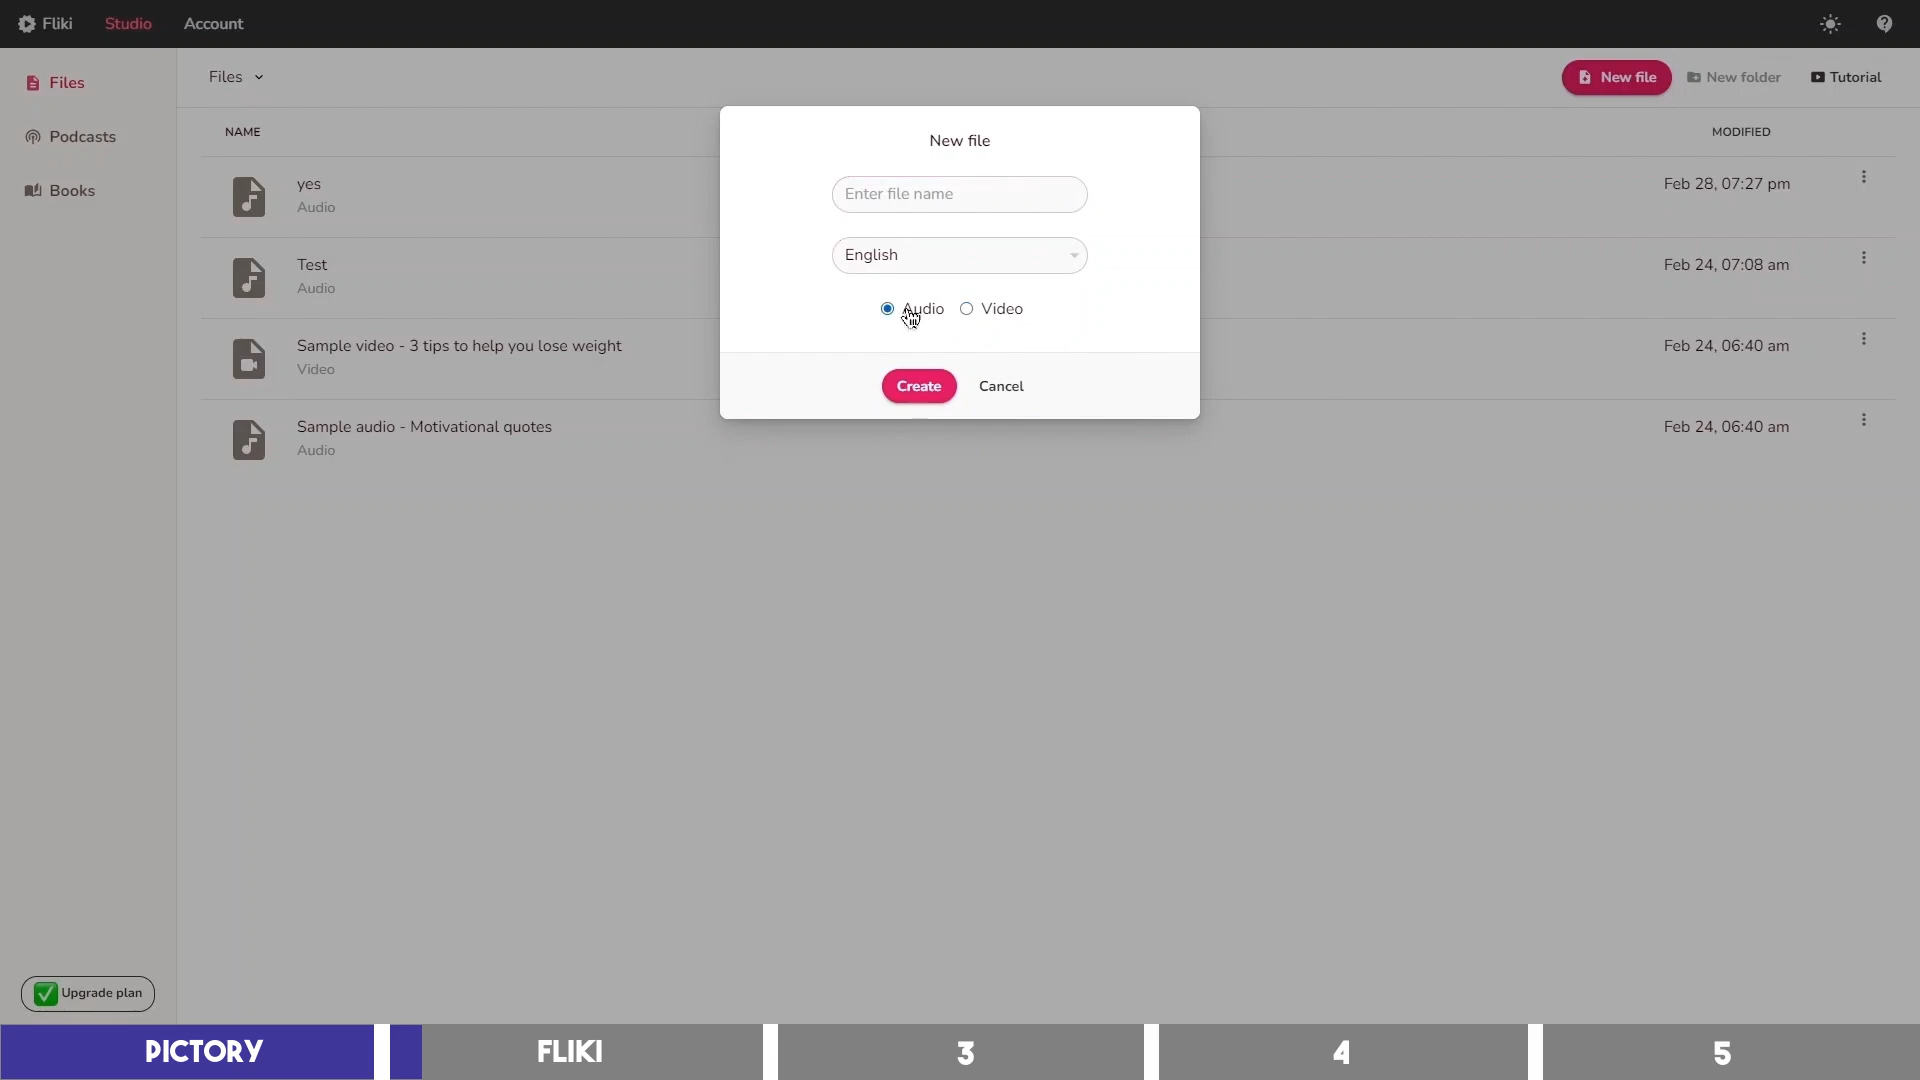 Fliki Studio Account
Files
Podcasts
Books
Files
New file New folder Tutorial
NAME MODIFIED
yes
Audio
Feb 28, 07:27 pm
Test
Audio
Feb 24, 07:08 am
Sample video - 3 tips to help you lose weight
Video
Feb 24, 06:40 am
Sample audio - Motivational quotes
Audio
Feb 24, 06:40 am
New file
Enter file name
English
Audio Video
Create Cancel
Upgrade plan
PICTORY FLIKI 3 4 5